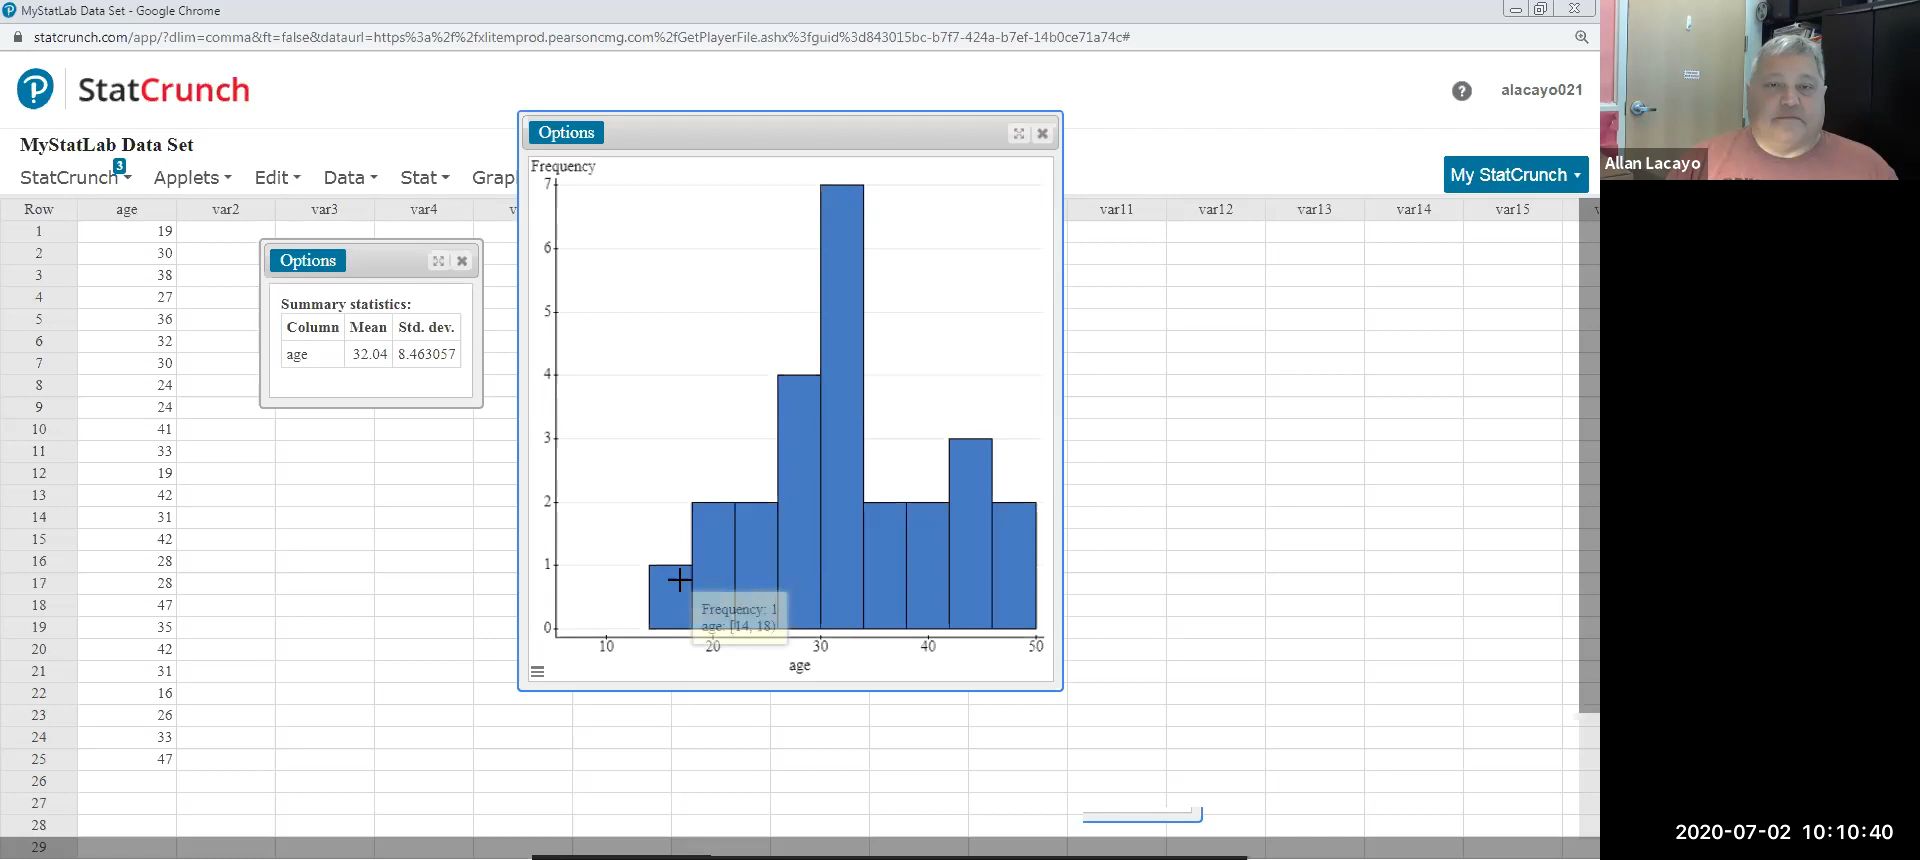 MyStatLab Data Set - Google Chrome
statcrunch.com/app/?dlim=comma&ft=false&dataurl=https%3a%2f%2fxlitemprod.pearsoncmg.com%2fGetPlayerFile.ashx%3fguid%3d843015bc-b7f7-424a-b7ef-14b0ce71a74c#
P
StatCrunch
?
alacayo021
MyStatLab Data Set
3
StatCrunch Applets Edit Data Stat Grap
My StatCrunch
Row age var2 var3 var4 v var11 var12 var13 var14 var15 v
1 19
2 30
3 38
4 27
5 36
6 32
7 30
8 24
9 24
10 41
11 33
12 19
13 42
14 31
15 42
16 28
17 28
18 47
19 35
20 42
21 31
22 16
23 26
24 33
25 47
26
27
28
29
Options
Summary statistics:
Column Mean Std. dev.
age 32.04 8.463057
Options
Frequency
7
6
5
4
3
2
1
0
Frequency: 1
age: [14, 18)
10 20 30 40 50
age
Allan Lacayo
2020-07-02 10:10:40